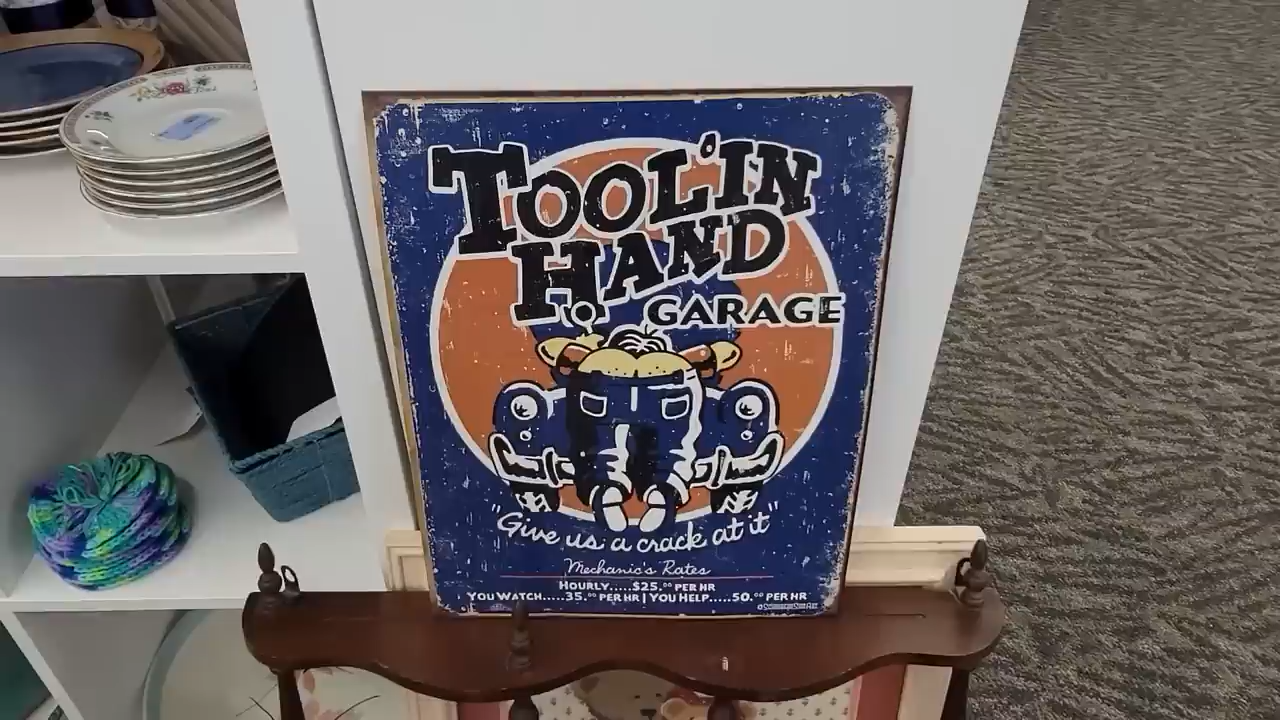 TOOL'IN
HAND
GARAGE
"Give us a crack at it"
Mechanic's Rates
HOURLY.....$25.00 PER HR
YOU WATCH.....35.00 PER HR | YOU HELP.....50.00 PER HR